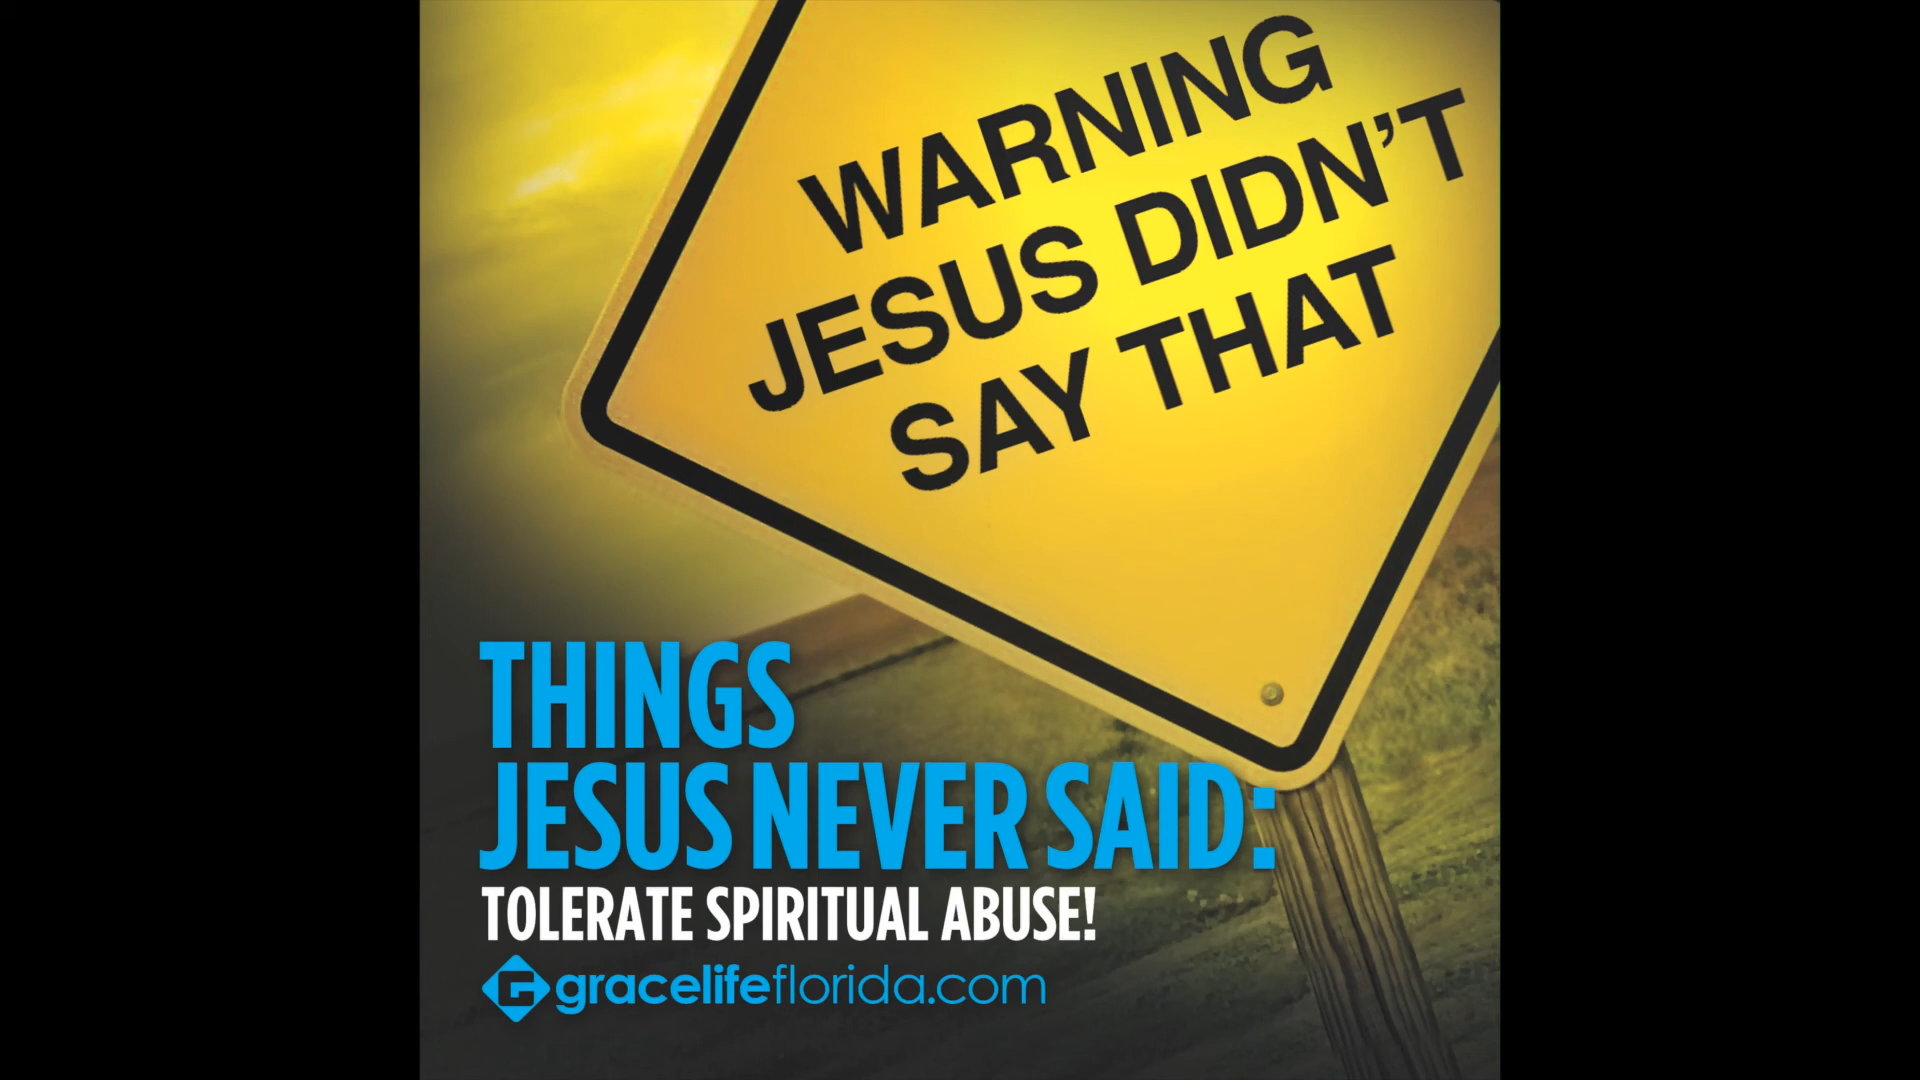 WARNING
JESUS DIDN'T
SAY THAT
THINGS
JESUS NEVER SAID:
TOLERATE SPIRITUAL ABUSE!
G gracelifeflorida.com